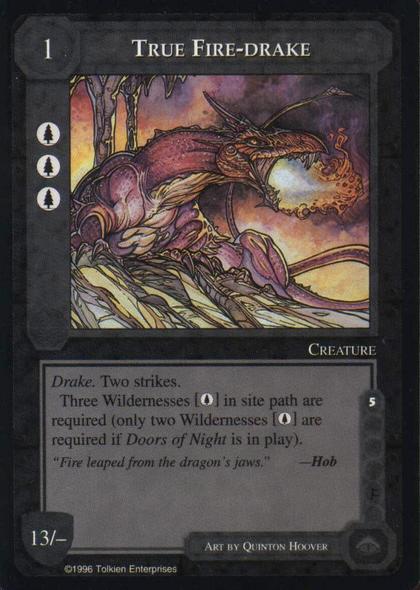 1
TRUE FIRE-DRAKE
CREATURE
Drake. Two strikes.
Three Wildernesses [] in site path are
required (only two Wildernesses [] are
required if Doors of Night is in play).
"Fire leaped from the dragon's jaws." —Hob
5
F
13/–
ART BY QUINTON HOOVER
©1996 Tolkien Enterprises